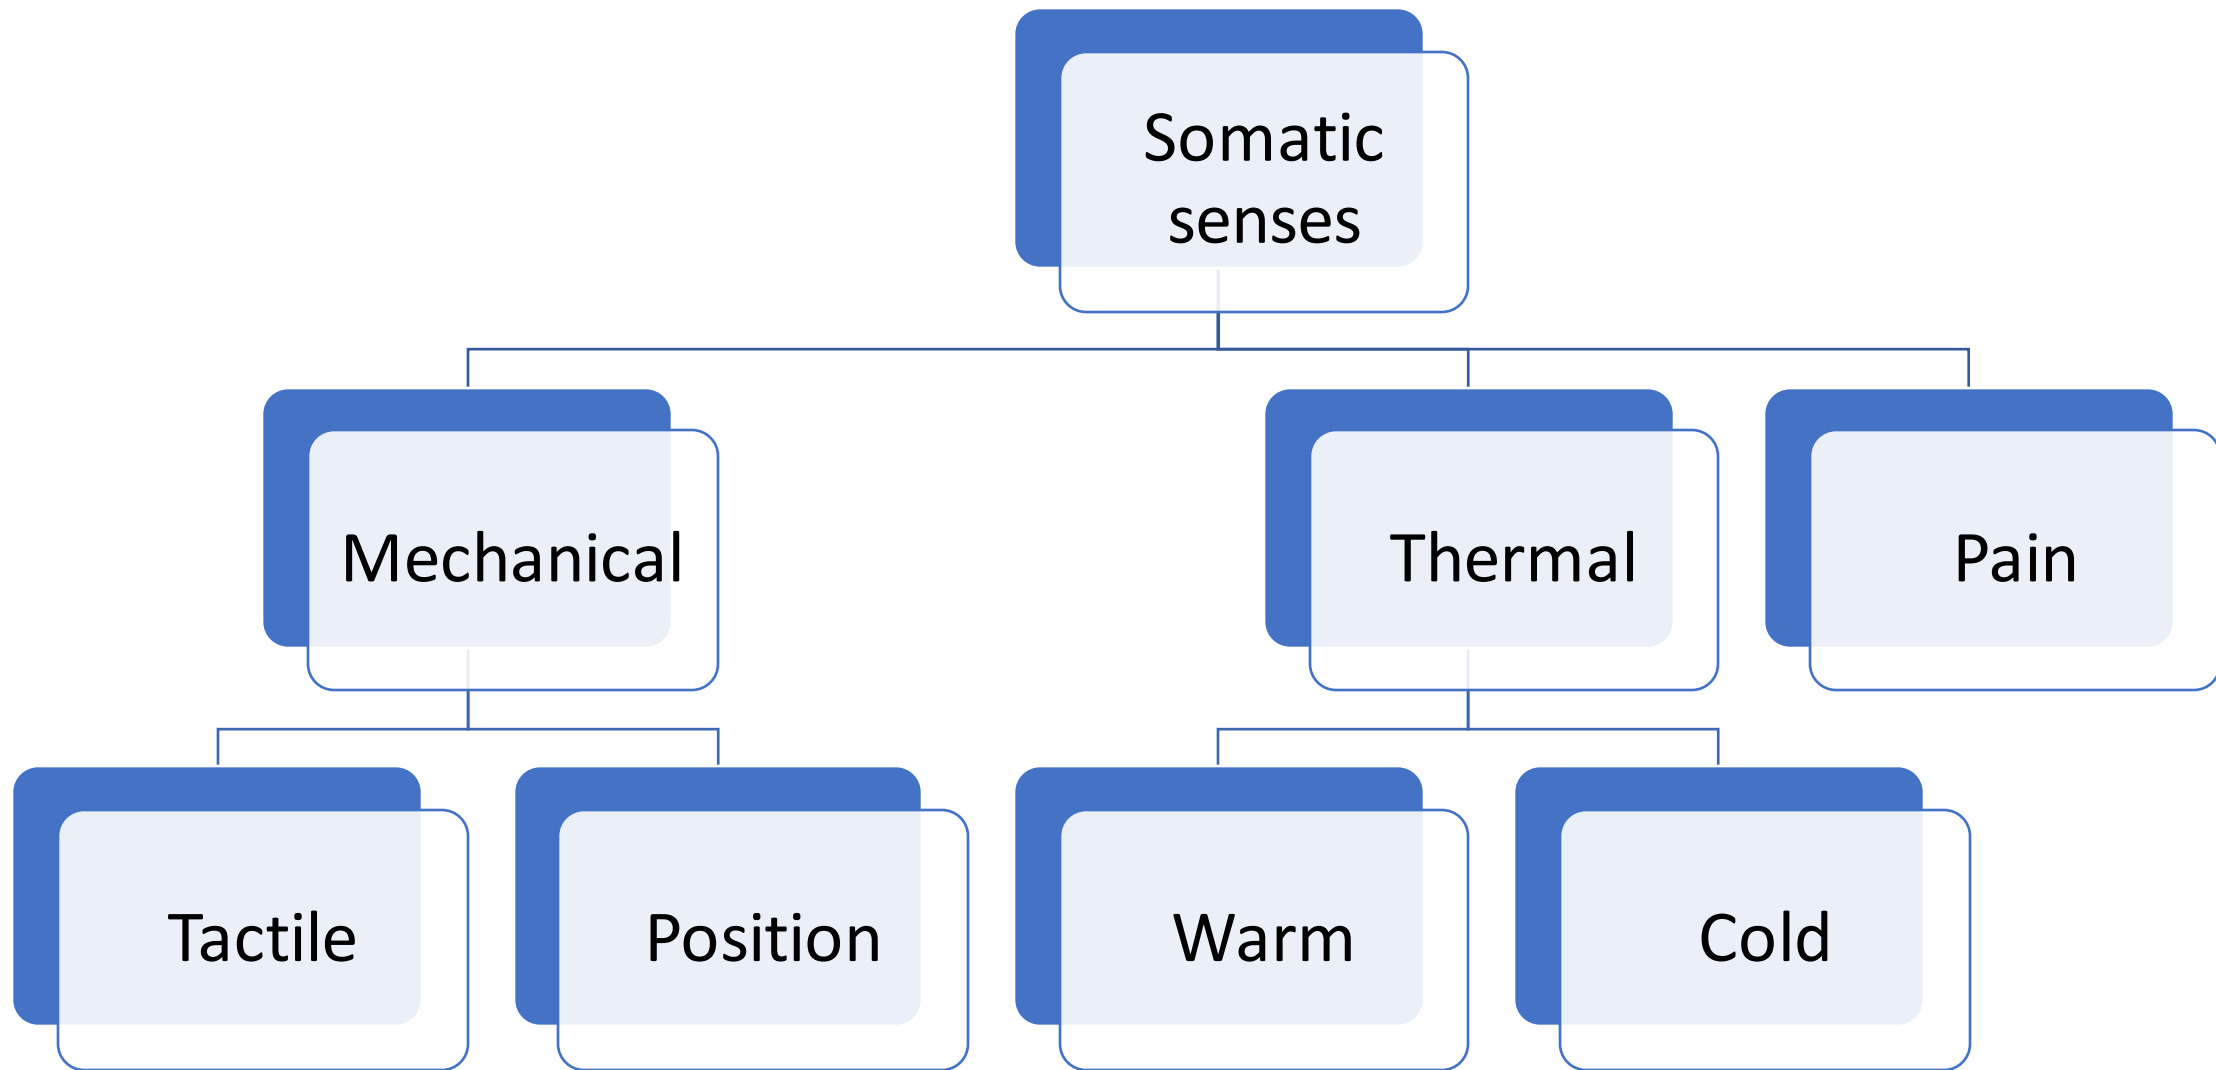 Somatic
senses
Mechanical
Thermal
Pain
Tactile
Position
Warm
Cold